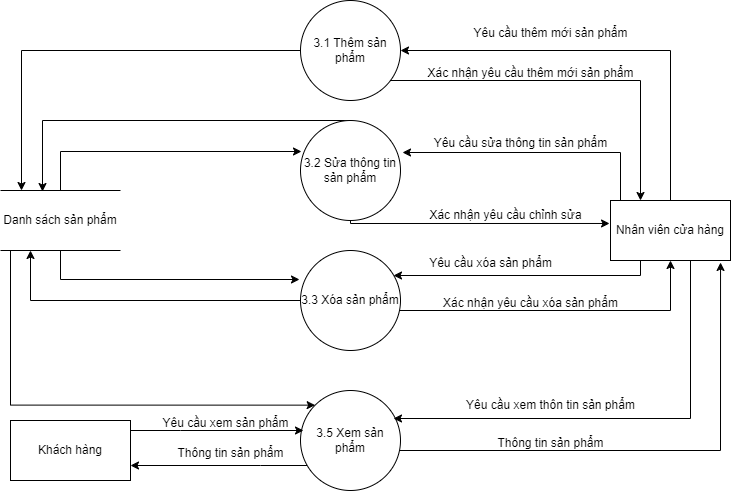 Yêu cầu thêm mới sản phẩm
3.1 Thêm sản
phẩm
Xác nhận yêu cầu thêm mới sản phẩm
Yêu cầu sửa thông tin sản phẩm
3.2 Sửa thông tin
sản phẩm
Danh sách sản phẩm
Xác nhận yêu cầu chỉnh sửa
Nhân viên cửa hàng
Yêu cầu xóa sản phẩm
3.3 Xóa sản phẩm
Xác nhận yêu cầu xóa sản phẩm
Yêu cầu xem thôn tin sản phẩm
Yêu cầu xem sản phẩm
3.5 Xem sản
phẩm
Khách hàng
Thông tin sản phẩm
Thông tin sản phẩm